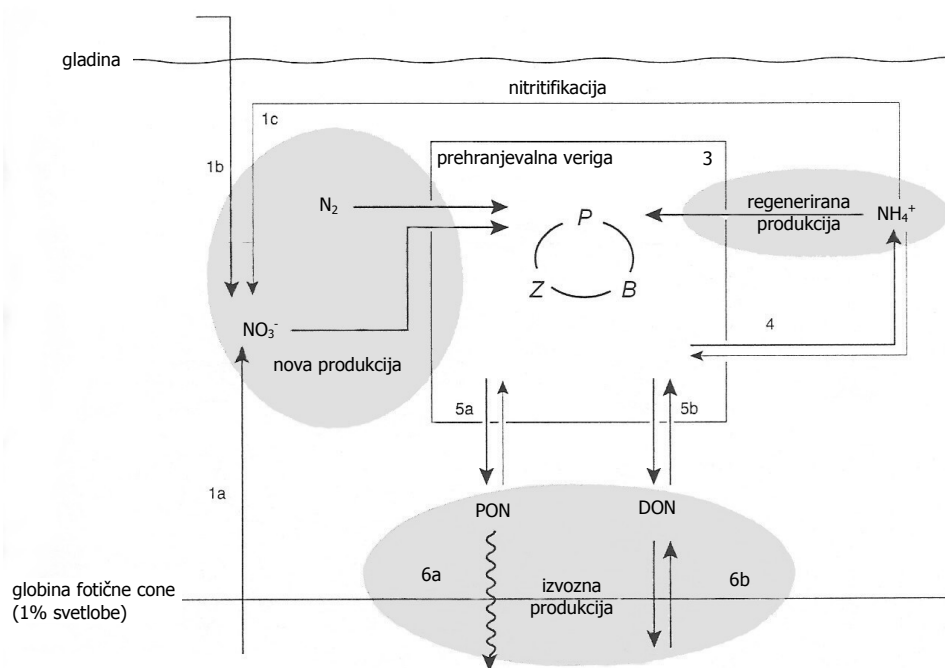 gladina
nitritifikacija
1c
1b
prehranjevalna veriga
3
N₂
P
regenerirana
produkcija
NH₄⁺
Z
B
NO₃⁻
nova produkcija
4
5a
5b
1a
PON
DON
6a
izvozna
produkcija
6b
globina fotične cone
(1% svetlobe)